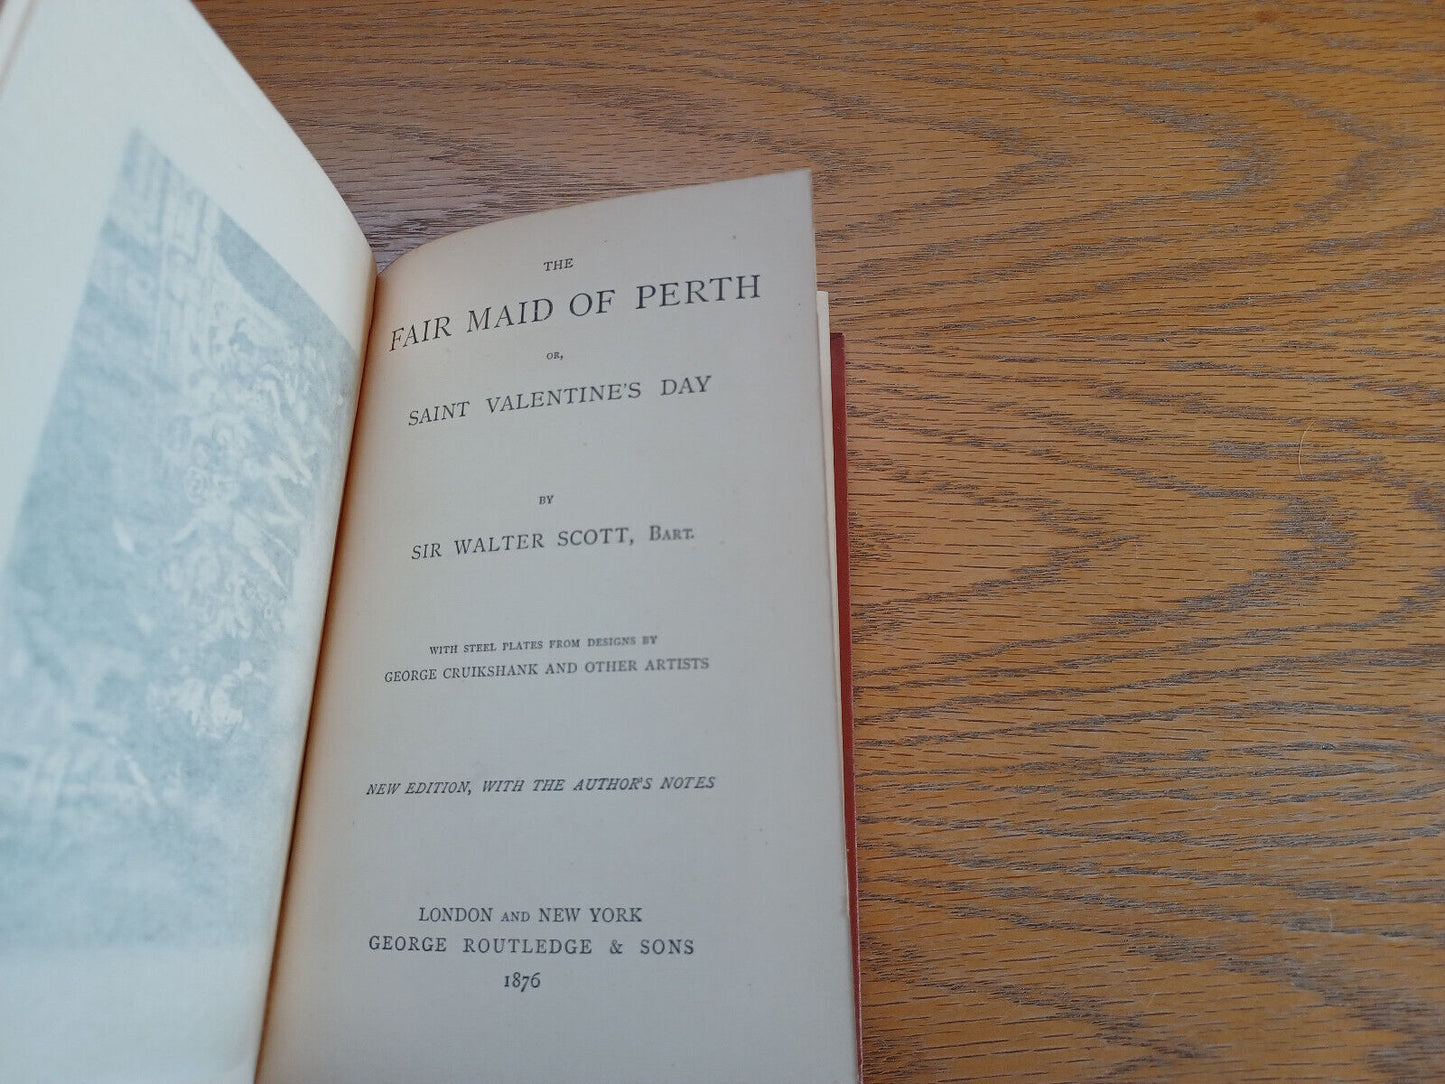 THE
FAIR MAID OF PERTH
OR,
SAINT VALENTINE'S DAY
BY
SIR WALTER SCOTT, BART.
WITH STEEL PLATES FROM DESIGNS BY
GEORGE CRUIKSHANK AND OTHER ARTISTS
NEW EDITION, WITH THE AUTHOR'S NOTES
LONDON AND NEW YORK
GEORGE ROUTLEDGE & SONS
1876